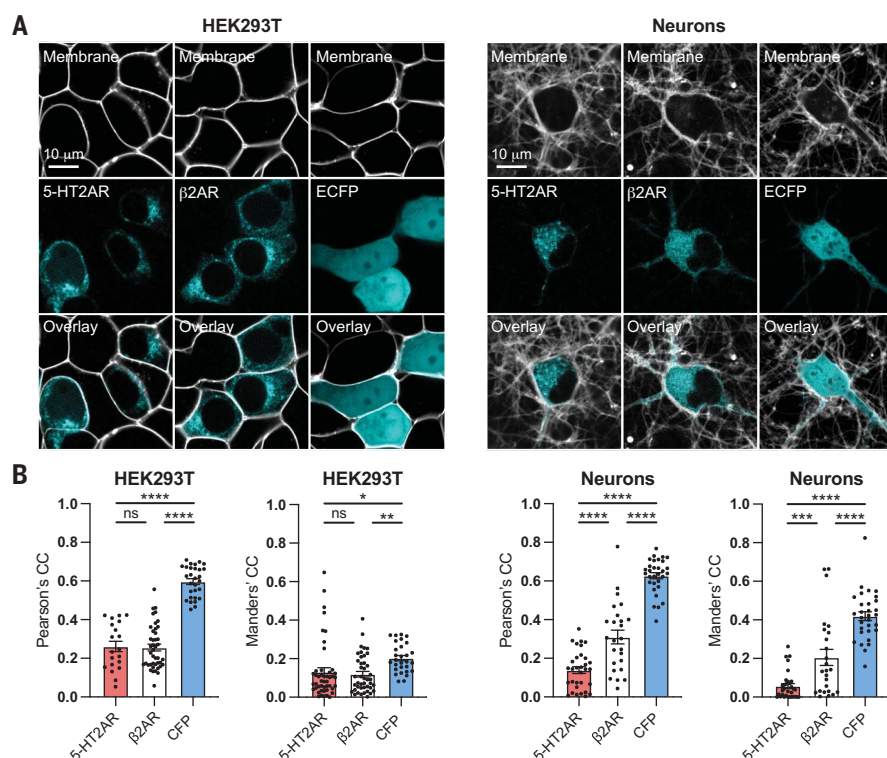 A
HEK293T
Neurons
Membrane Membrane Membrane
10 μm
Membrane Membrane Membrane
10 μm
5-HT2AR β2AR ECFP
5-HT2AR β2AR ECFP
Overlay Overlay Overlay
Overlay Overlay Overlay
B
HEK293T
Pearson's CC
1.0
0.8
0.6
0.4
0.2
0.0
****
ns ****
5-HT2AR β2AR CFP
HEK293T
Manders' CC
1.0
0.8
0.6
0.4
0.2
0.0
*
ns **
5-HT2AR β2AR CFP
Neurons
Pearson's CC
1.0
0.8
0.6
0.4
0.2
0.0
****
**** ****
5-HT2AR β2AR CFP
Neurons
Manders' CC
1.0
0.8
0.6
0.4
0.2
0.0
****
*** ****
5-HT2AR β2AR CFP